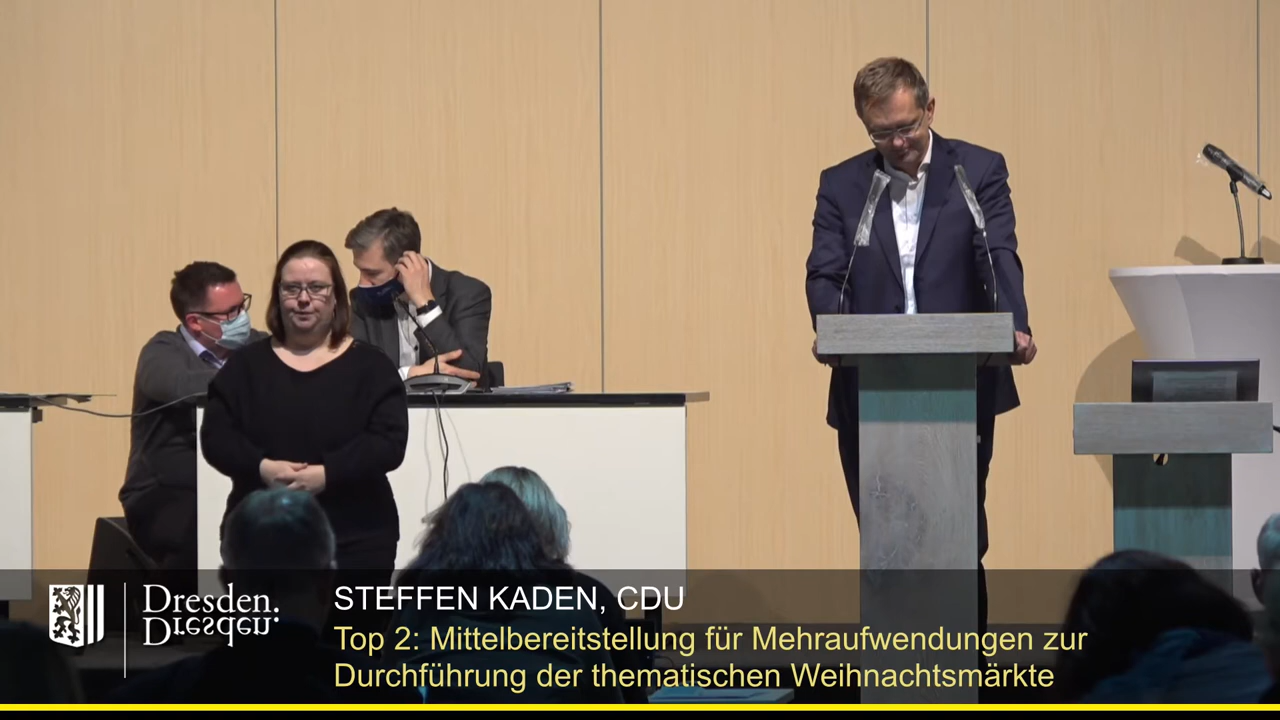 Dresden.
Dresden.
STEFFEN KADEN, CDU
Top 2: Mittelbereitstellung für Mehraufwendungen zur
Durchführung der thematischen Weihnachtsmärkte